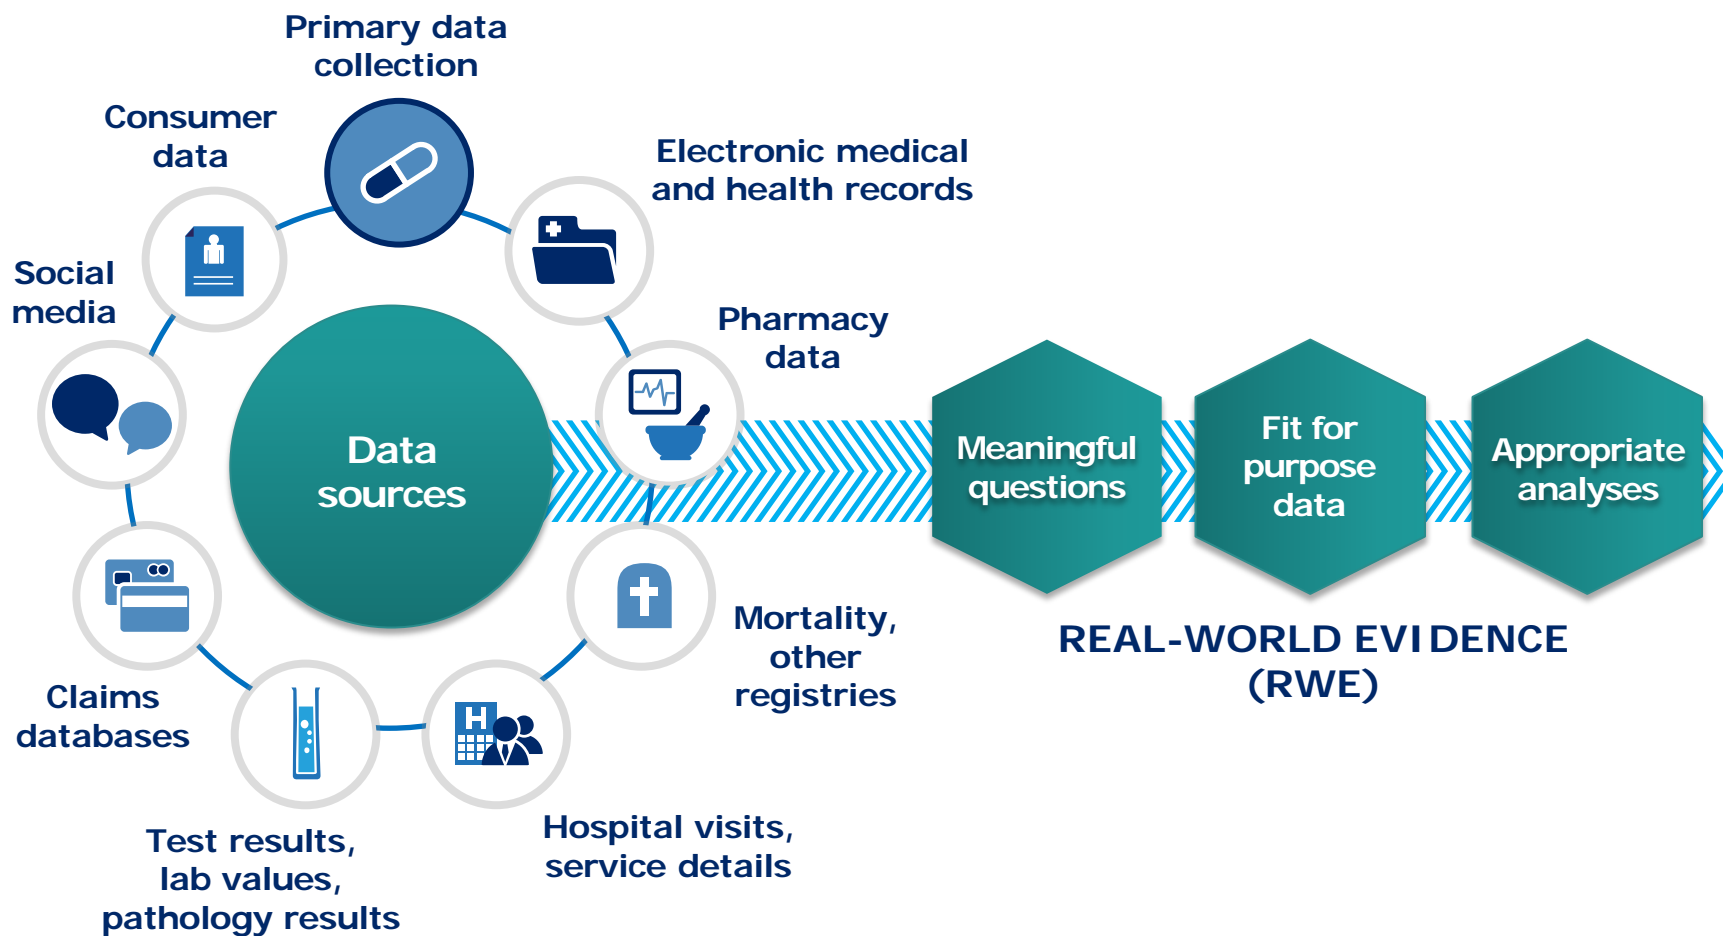 Primary data
collection
Consumer
data
Electronic medical
and health records
Social
media
Pharmacy
data
Data
sources
Meaningful
questions
Fit for
purpose
data
Appropriate
analyses
Mortality,
other
registries
REAL-WORLD EVIDENCE
(RWE)
Claims
databases
H
Hospital visits,
service details
Test results,
lab values,
pathology results